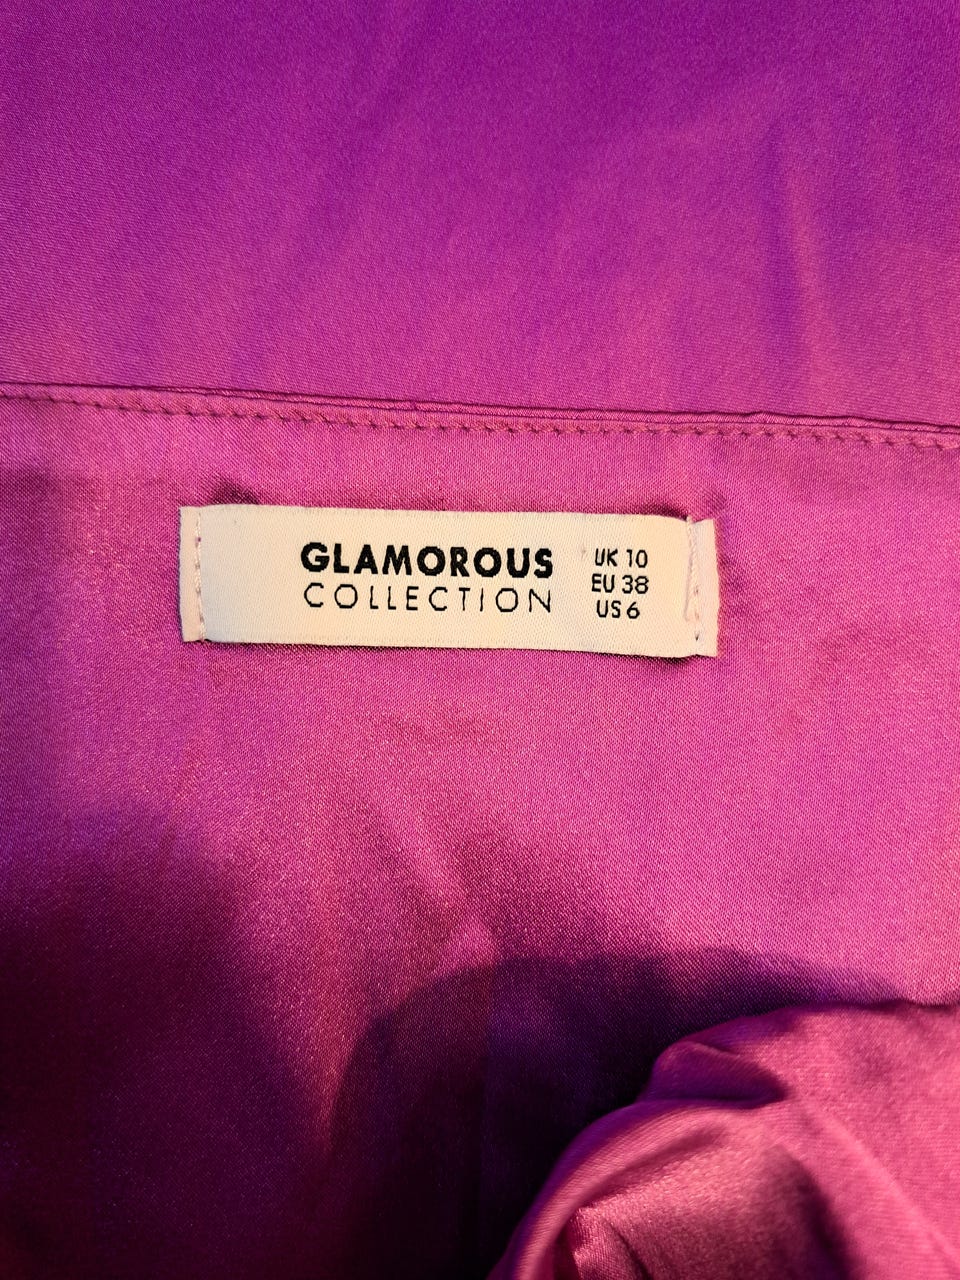 GLAMOROUS
COLLECTION
UK 10
EU 38
US 6